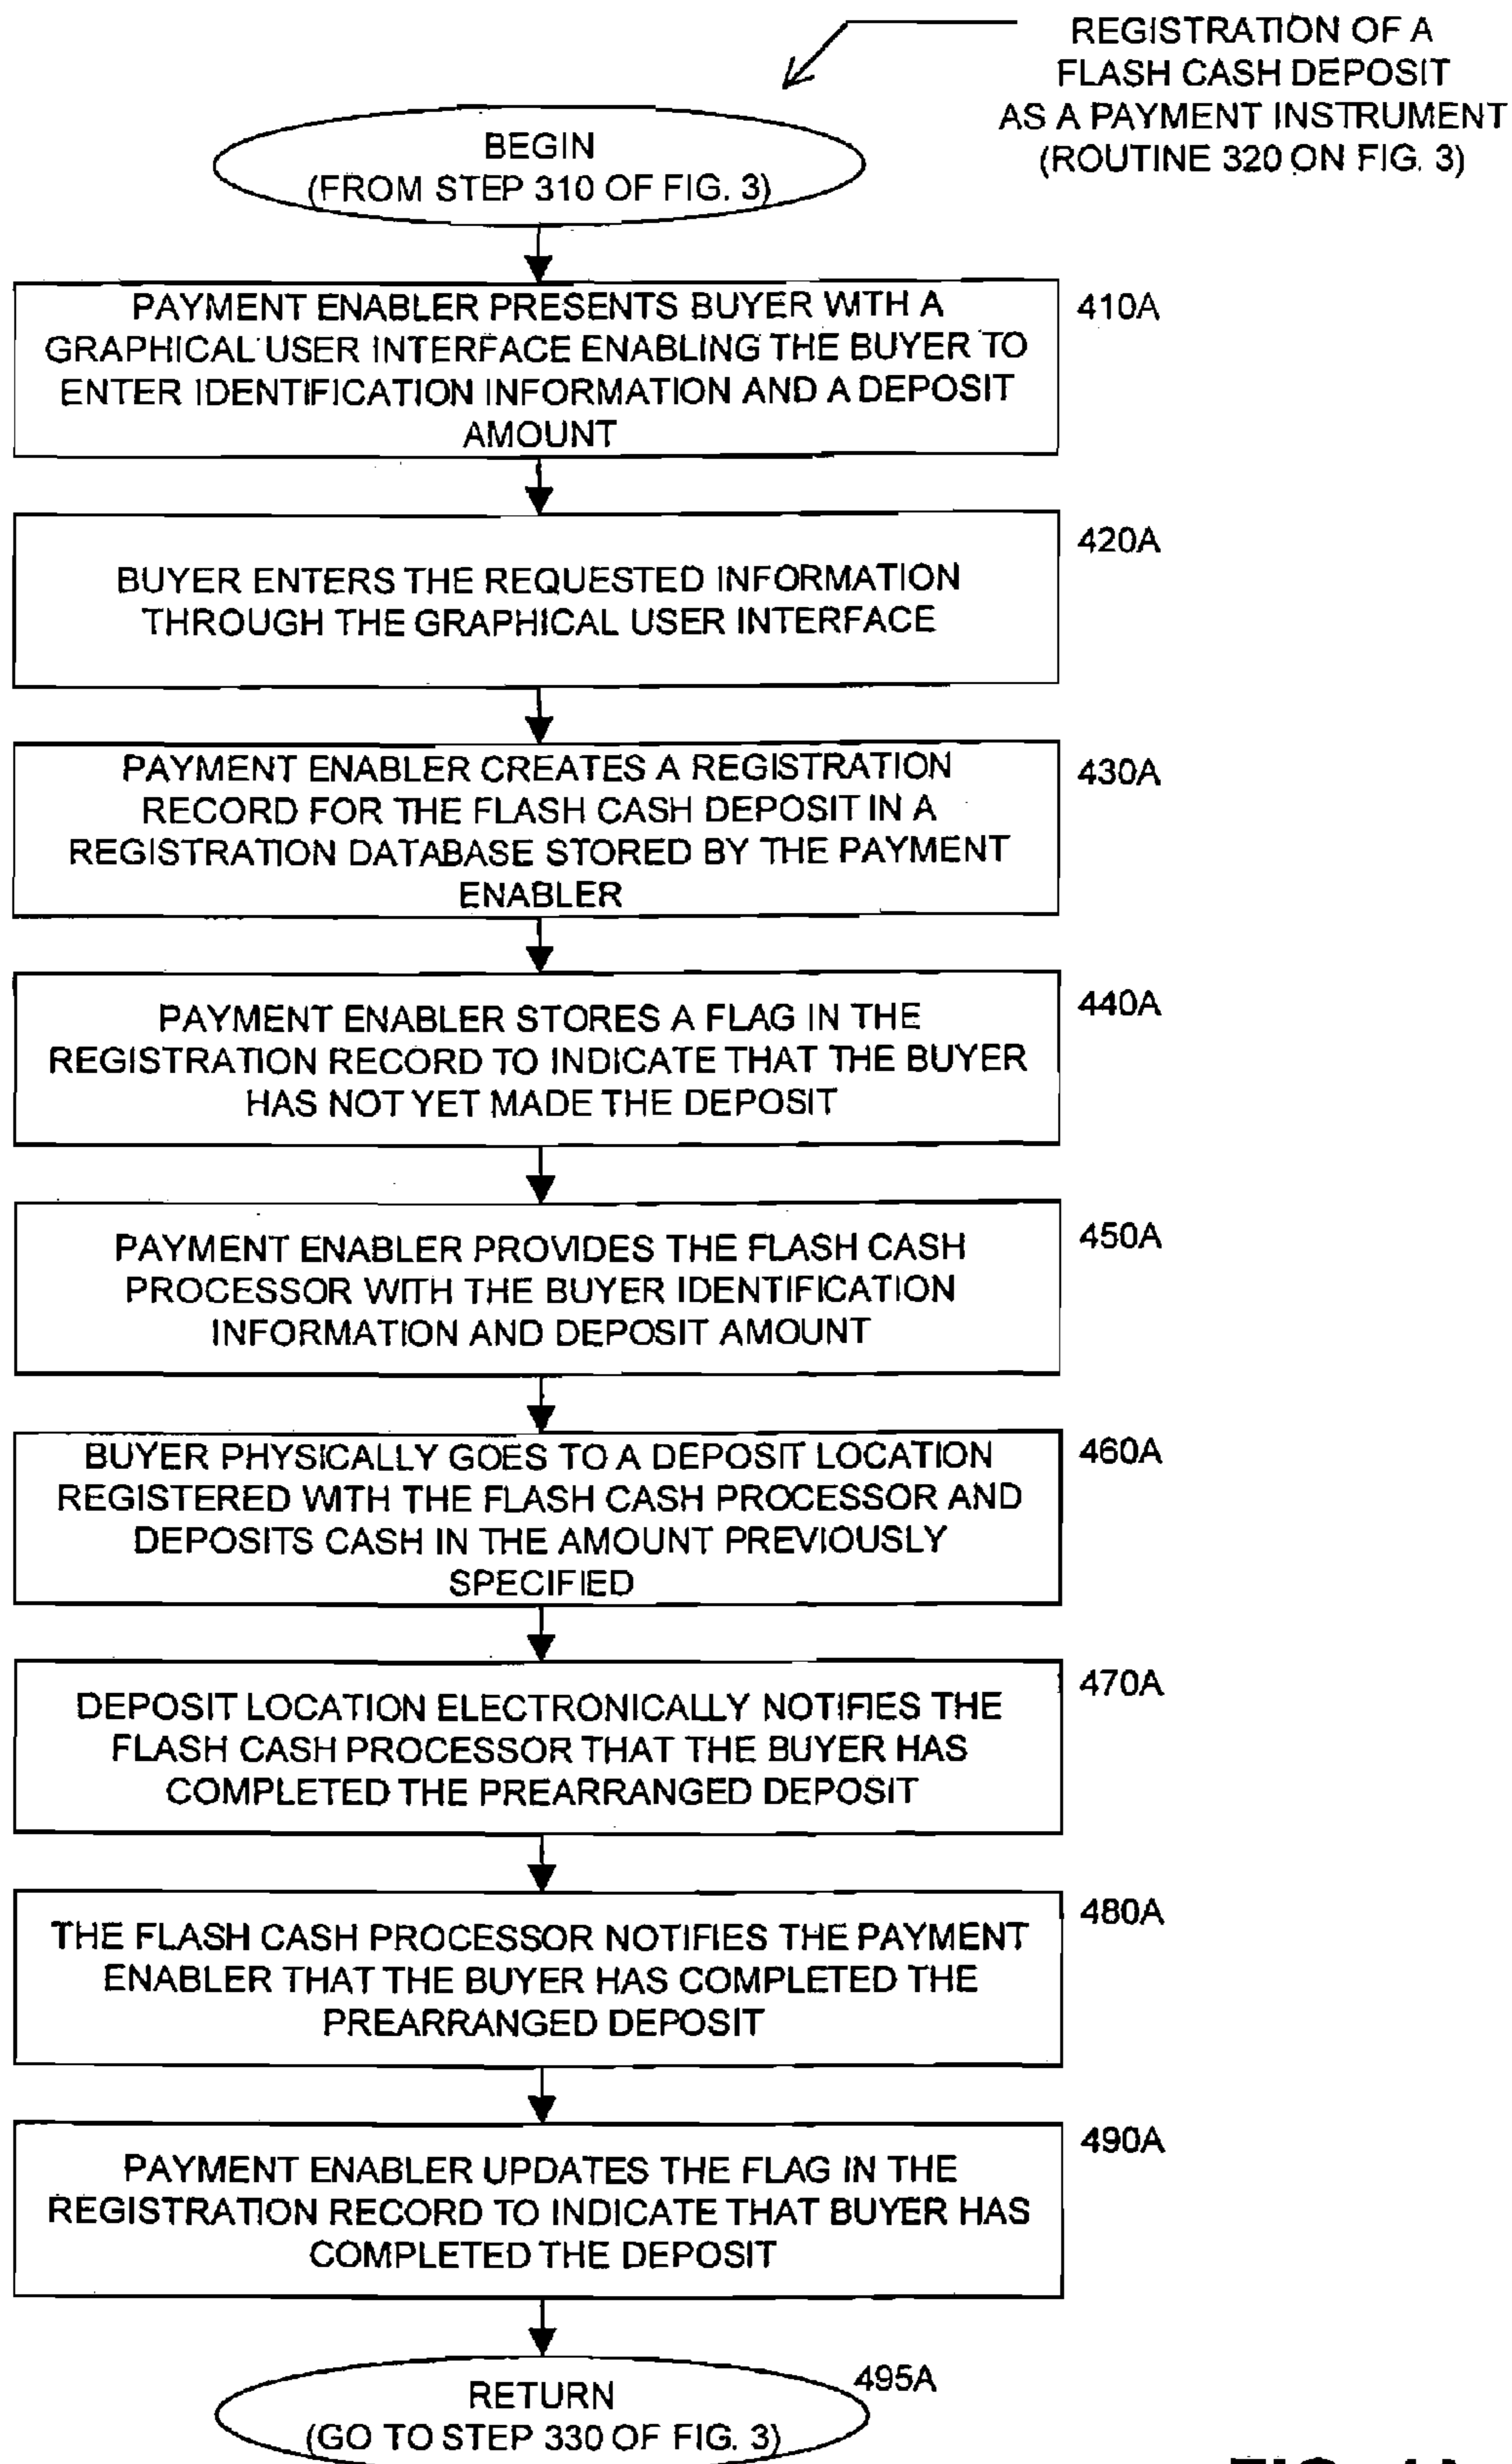 REGISTRATION OF A
FLASH CASH DEPOSIT
AS A PAYMENT INSTRUMENT
(ROUTINE 320 ON FIG. 3)
BEGIN
(FROM STEP 310 OF FIG. 3)
PAYMENT ENABLER PRESENTS BUYER WITH A
GRAPHICAL USER INTERFACE ENABLING THE BUYER TO
ENTER IDENTIFICATION INFORMATION AND A DEPOSIT
AMOUNT
410A
BUYER ENTERS THE REQUESTED INFORMATION
THROUGH THE GRAPHICAL USER INTERFACE
420A
PAYMENT ENABLER CREATES A REGISTRATION
RECORD FOR THE FLASH CASH DEPOSIT IN A
REGISTRATION DATABASE STORED BY THE PAYMENT
ENABLER
430A
PAYMENT ENABLER STORES A FLAG IN THE
REGISTRATION RECORD TO INDICATE THAT THE BUYER
HAS NOT YET MADE THE DEPOSIT
440A
PAYMENT ENABLER PROVIDES THE FLASH CASH
PROCESSOR WITH THE BUYER IDENTIFICATION
INFORMATION AND DEPOSIT AMOUNT
450A
BUYER PHYSICALLY GOES TO A DEPOSIT LOCATION
REGISTERED WITH THE FLASH CASH PROCESSOR AND
DEPOSITS CASH IN THE AMOUNT PREVIOUSLY
SPECIFIED
460A
DEPOSIT LOCATION ELECTRONICALLY NOTIFIES THE
FLASH CASH PROCESSOR THAT THE BUYER HAS
COMPLETED THE PREARRANGED DEPOSIT
470A
THE FLASH CASH PROCESSOR NOTIFIES THE PAYMENT
ENABLER THAT THE BUYER HAS COMPLETED THE
PREARRANGED DEPOSIT
480A
PAYMENT ENABLER UPDATES THE FLAG IN THE
REGISTRATION RECORD TO INDICATE THAT BUYER HAS
COMPLETED THE DEPOSIT
490A
RETURN
(GO TO STEP 330 OF FIG. 3)
495A